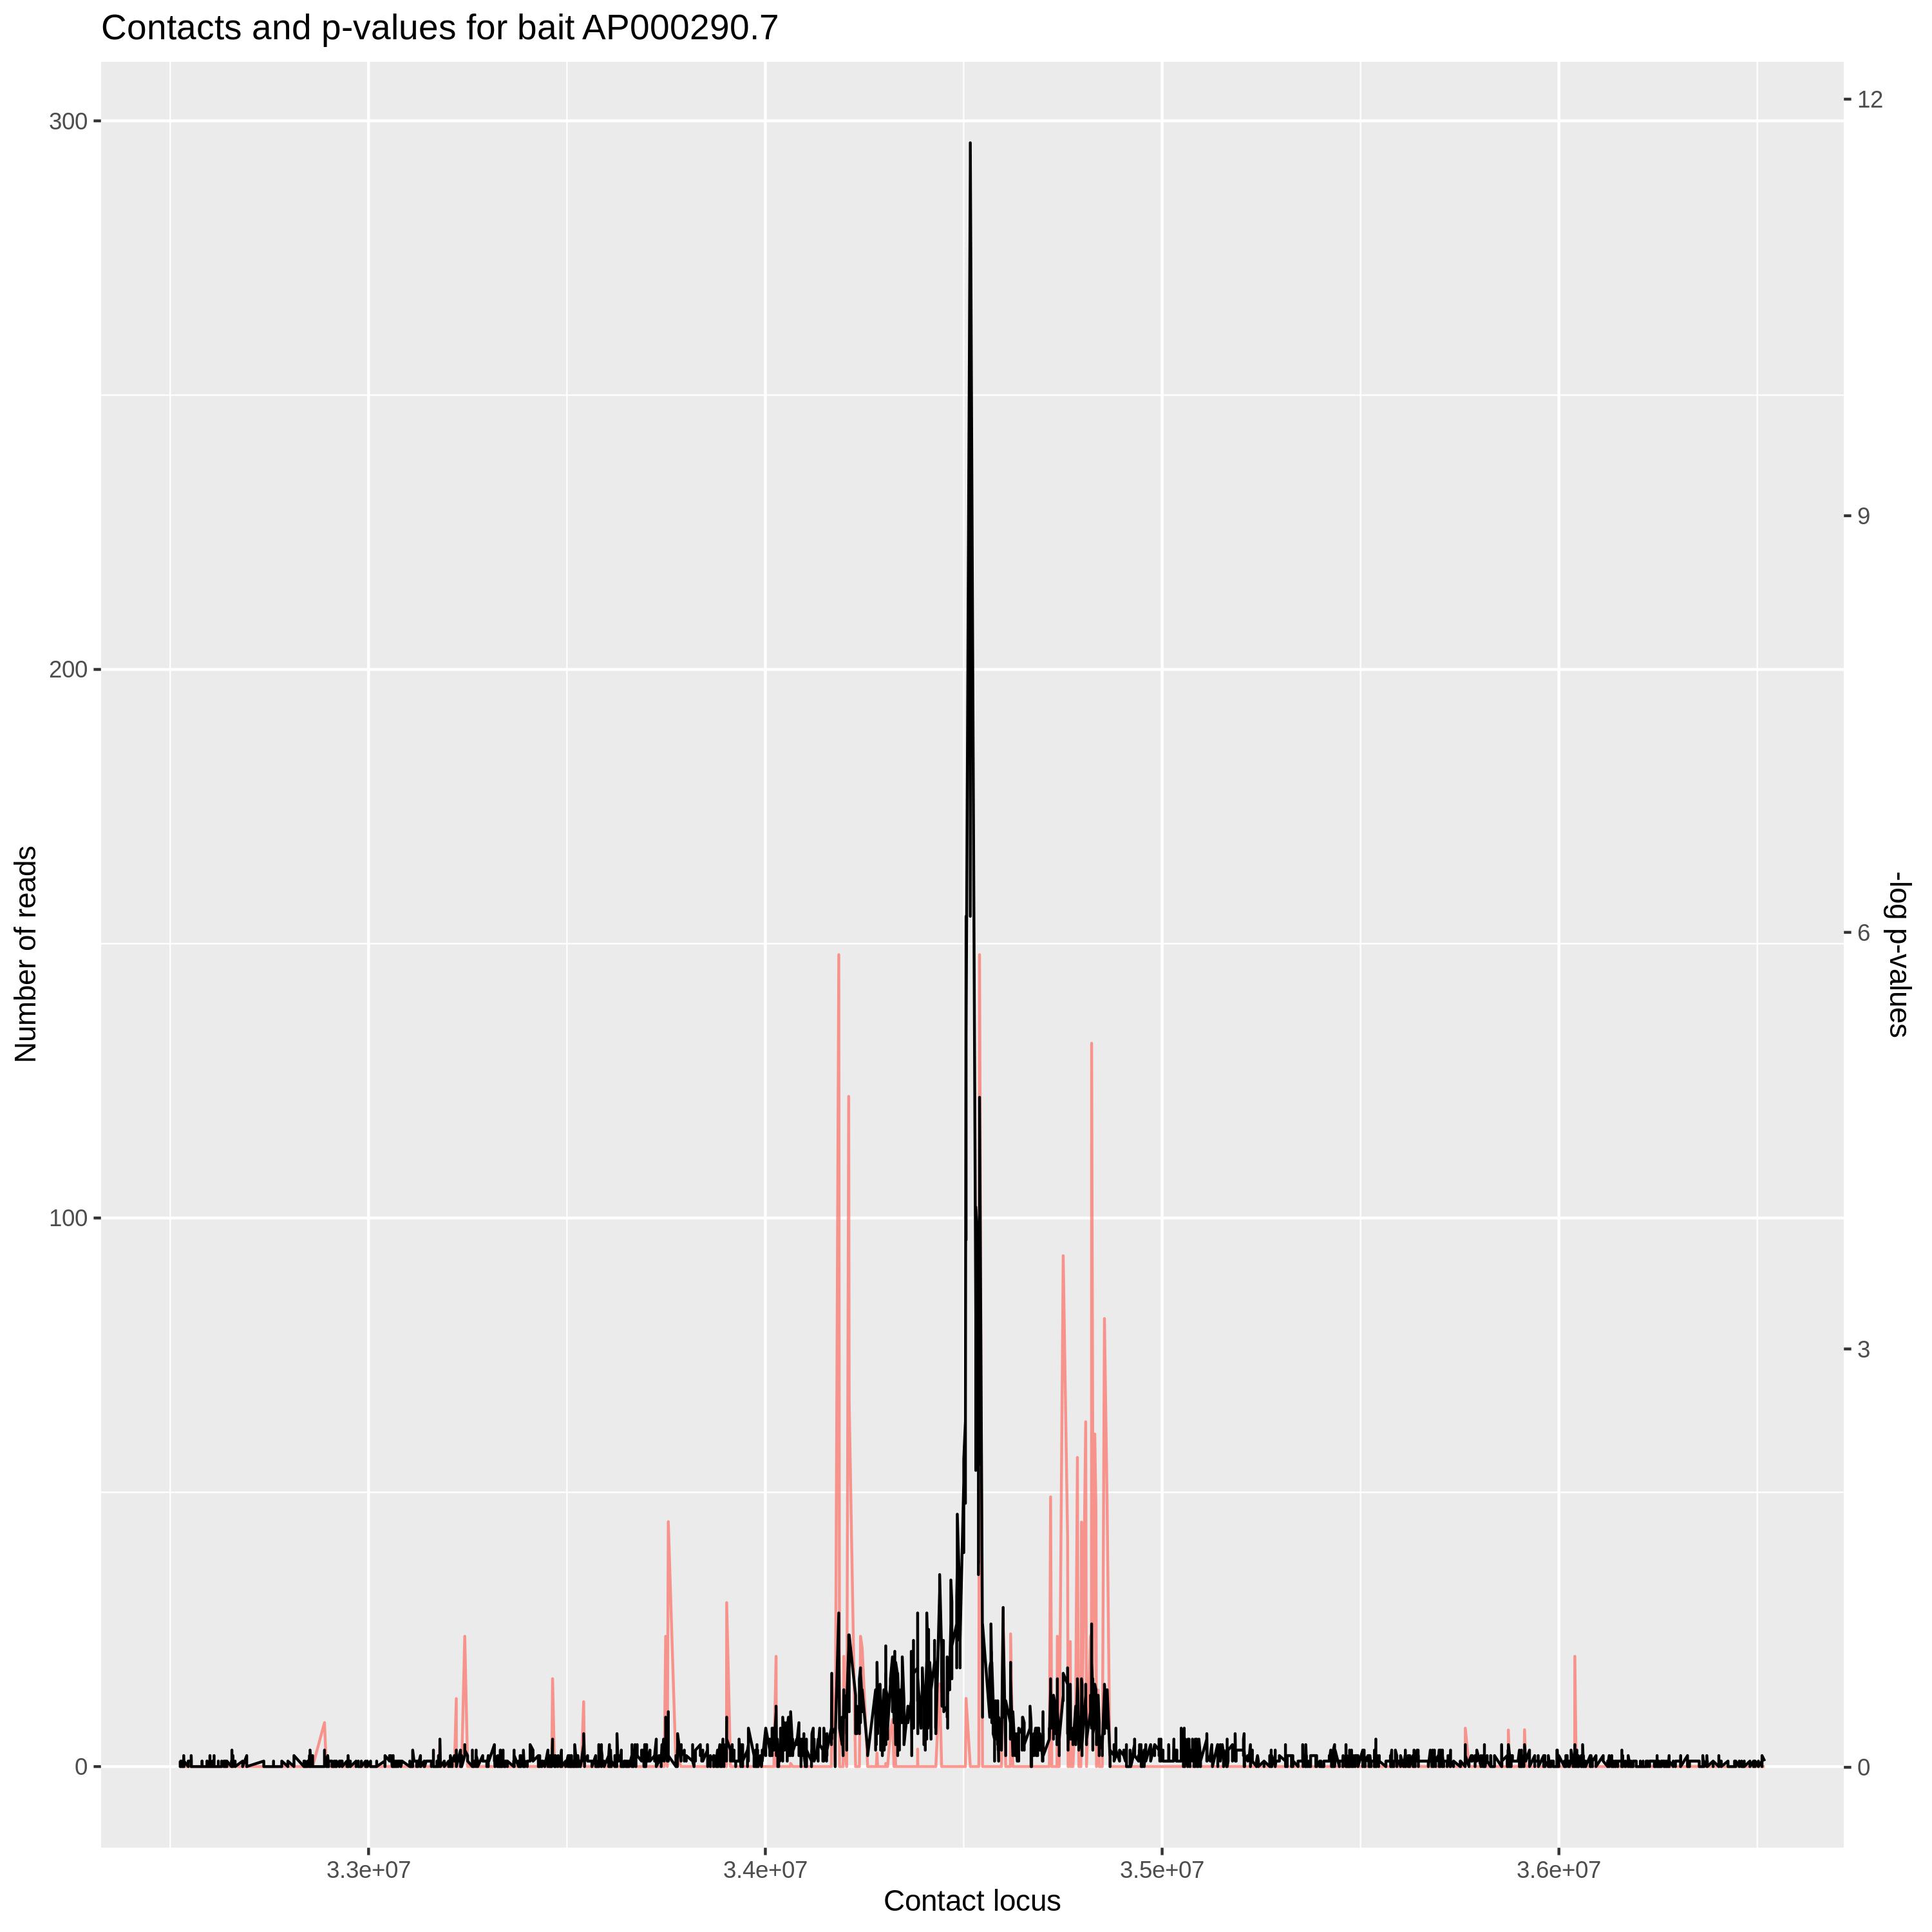 Contacts and p-values for bait AP000290.7
300
200
100
0
12
9
6
3
0
Number of reads
-log p-values
3.3e+07
3.4e+07
3.5e+07
3.6e+07
Contact locus